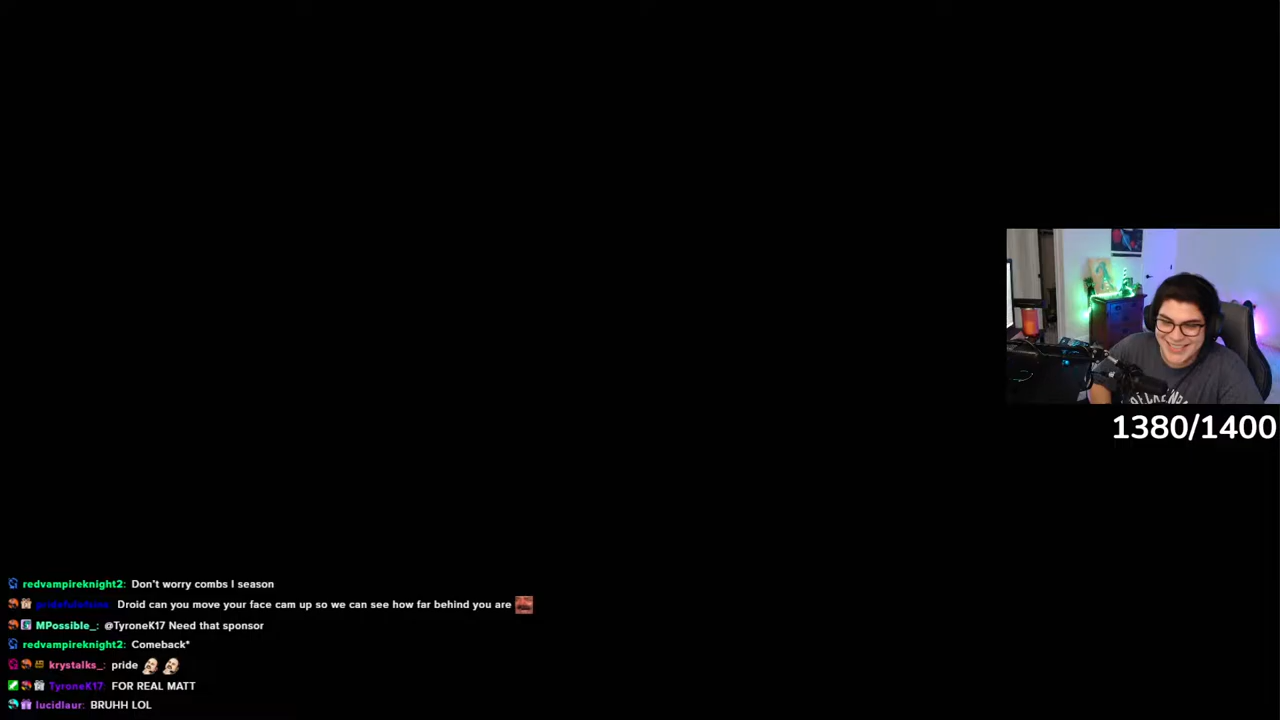 1380/1400
redvampireknight2: Don't worry combs I season
Droid can you move your face cam up so we can see how far behind you are
MPossible_: @TyroneK17 Need that sponsor
redvampireknight2: Comeback*
krystalks_: pride
TyroneK17: FOR REAL MATT
lucidlaur: BRUHH LOL